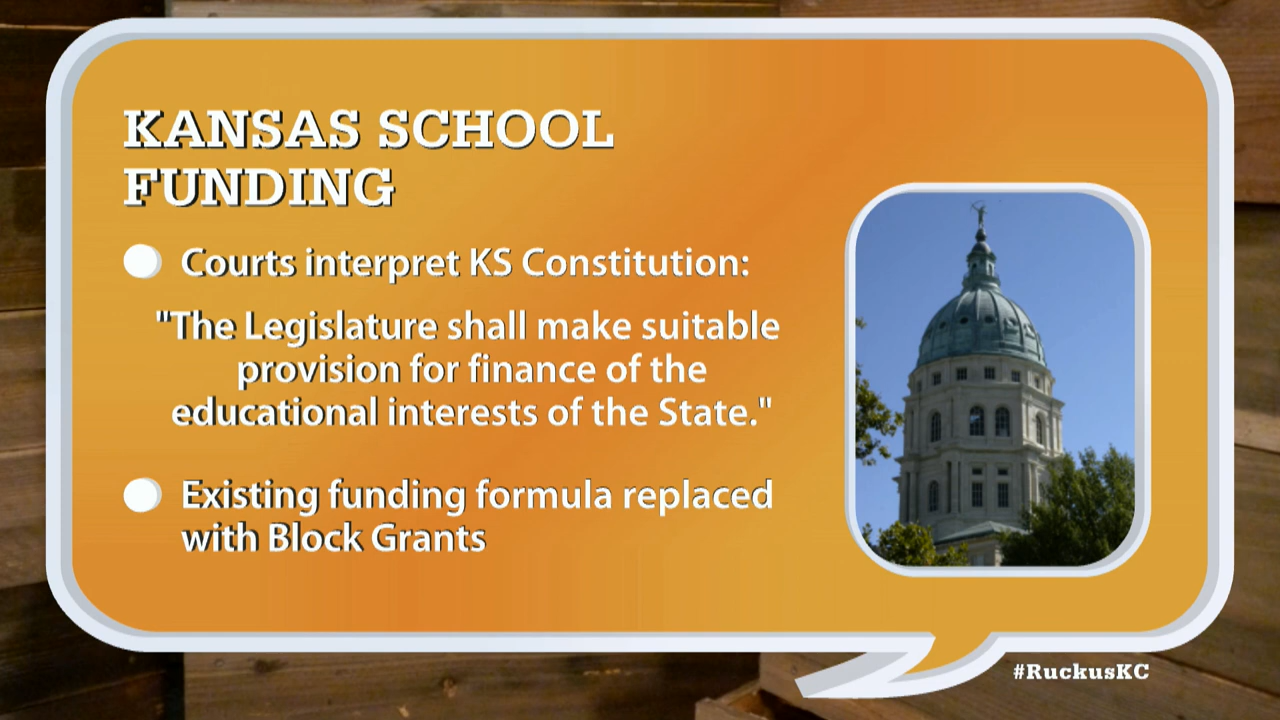 KANSAS SCHOOL
FUNDING
Courts interpret KS Constitution:
"The Legislature shall make suitable
provision for finance of the
educational interests of the State."
Existing funding formula replaced
with Block Grants
#RuckusKC